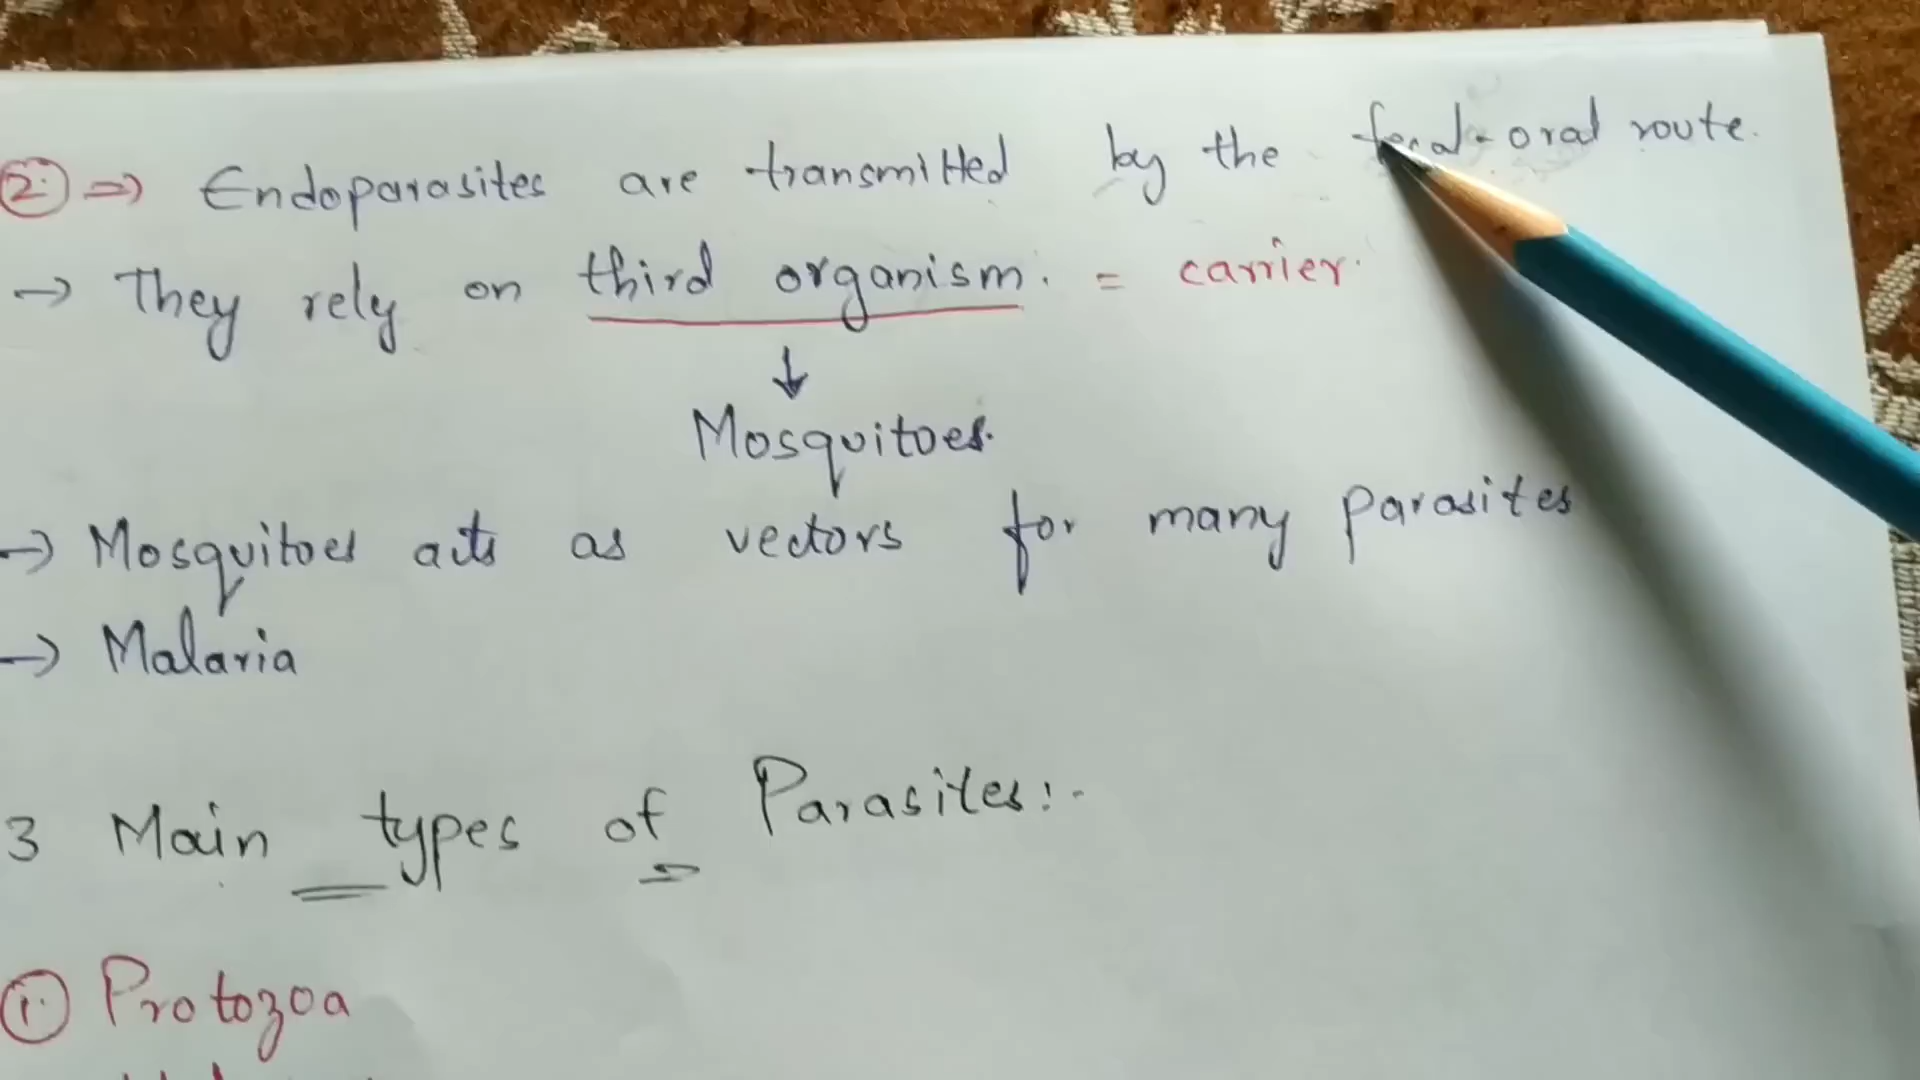 2. => Endoparasites are transmitted by the fecal-oral route.
→ They rely on third organism. = carrier.
↓
Mosquitoes.
→ Mosquitoes acts as vectors for many parasites
→ Malaria
3 Main types of Parasites:-
1. Protozoa